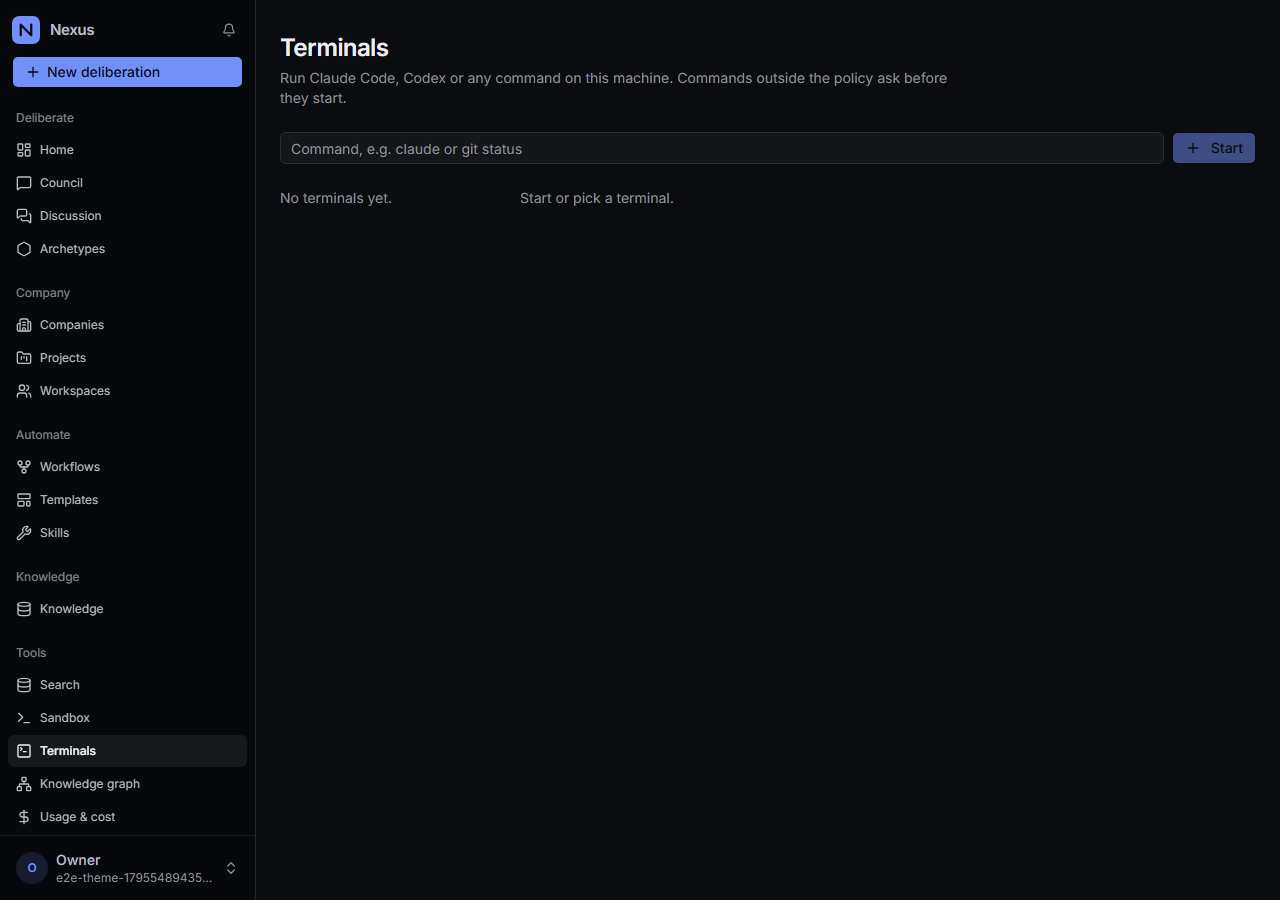 Nexus
New deliberation
Deliberate
Home
Council
Discussion
Archetypes
Company
Companies
Projects
Workspaces
Automate
Workflows
Templates
Skills
Knowledge
Knowledge
Tools
Search
Sandbox
Terminals
Knowledge graph
Usage & cost
O
Owner
e2e-theme-17955489435...
Terminals
Run Claude Code, Codex or any command on this machine. Commands outside the policy ask before
they start.
Command, e.g. claude or git status
Start
No terminals yet.
Start or pick a terminal.